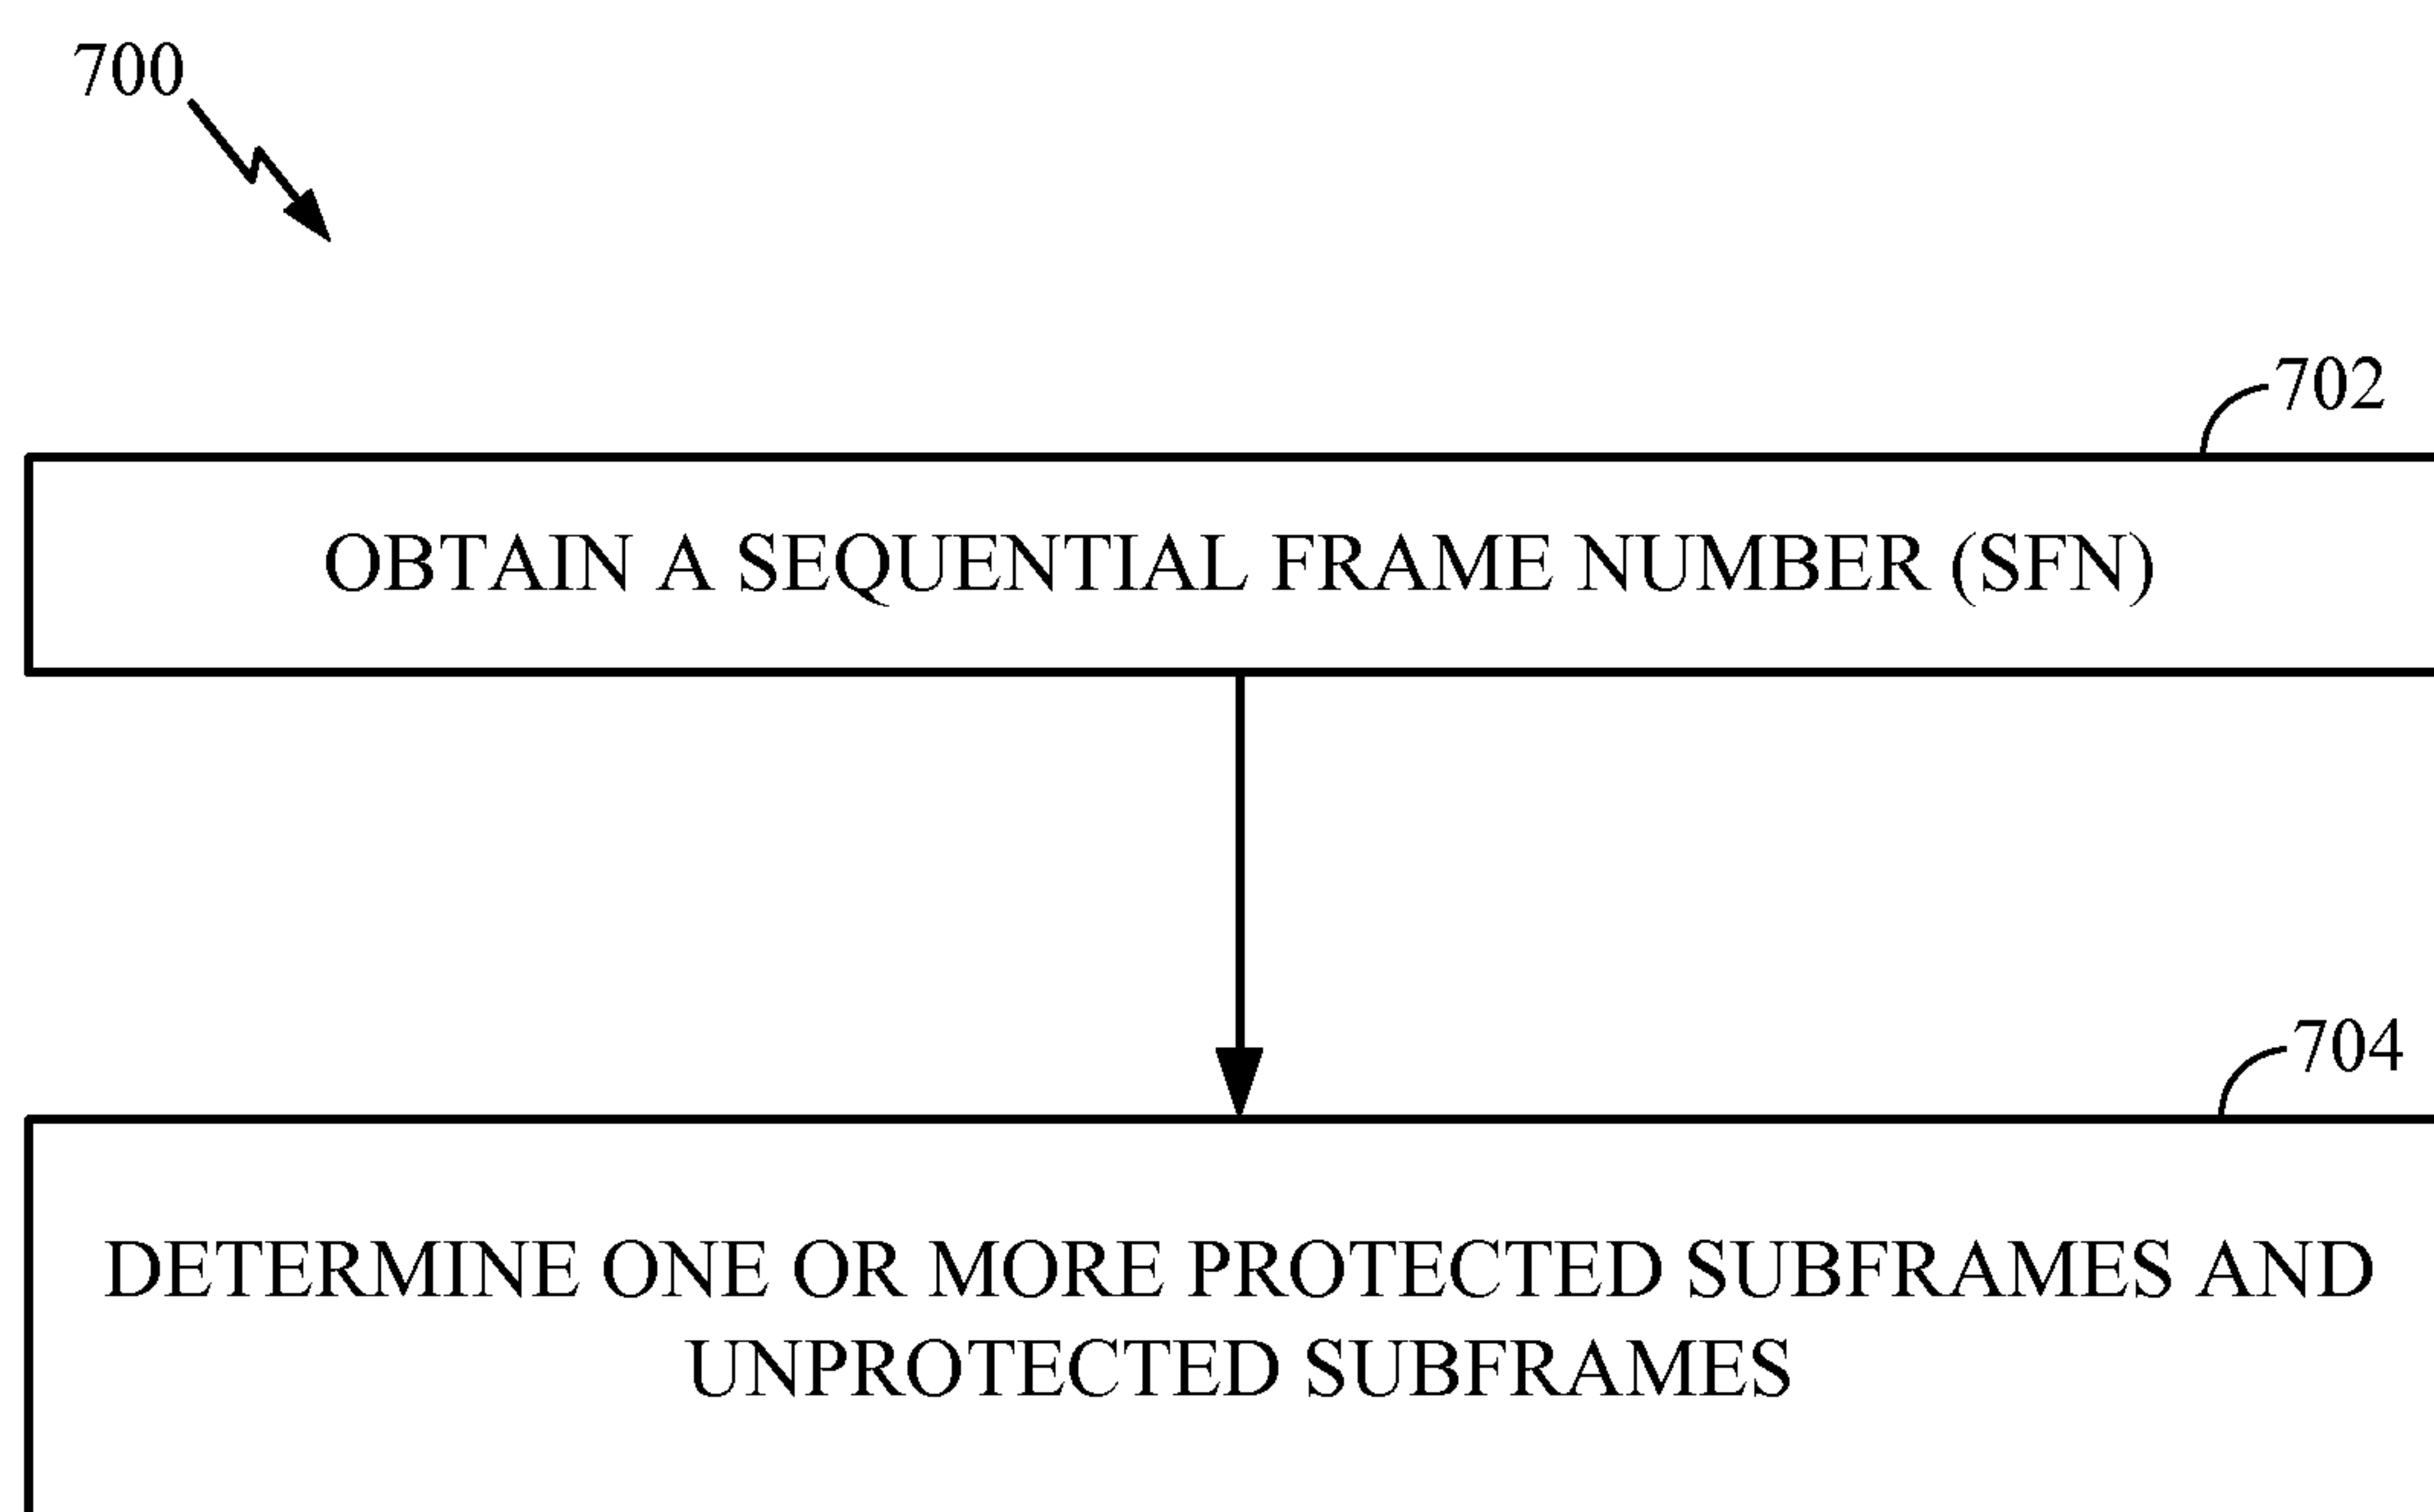 700
702
OBTAIN A SEQUENTIAL FRAME NUMBER (SFN)
704
DETERMINE ONE OR MORE PROTECTED SUBFRAMES AND
UNPROTECTED SUBFRAMES